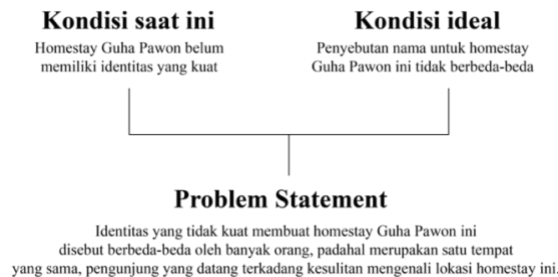 Kondisi saat ini
Homestay Guha Pawon belum
memiliki identitas yang kuat
Kondisi ideal
Penyebutan nama untuk homestay
Guha Pawon ini tidak berbeda-beda
Problem Statement
Identitas yang tidak kuat membuat homestay Guha Pawon ini
disebut berbeda-beda oleh banyak orang, padahal merupakan satu tempat
yang sama, pengunjung yang datang terkadang kesulitan mengenali lokasi homestay ini